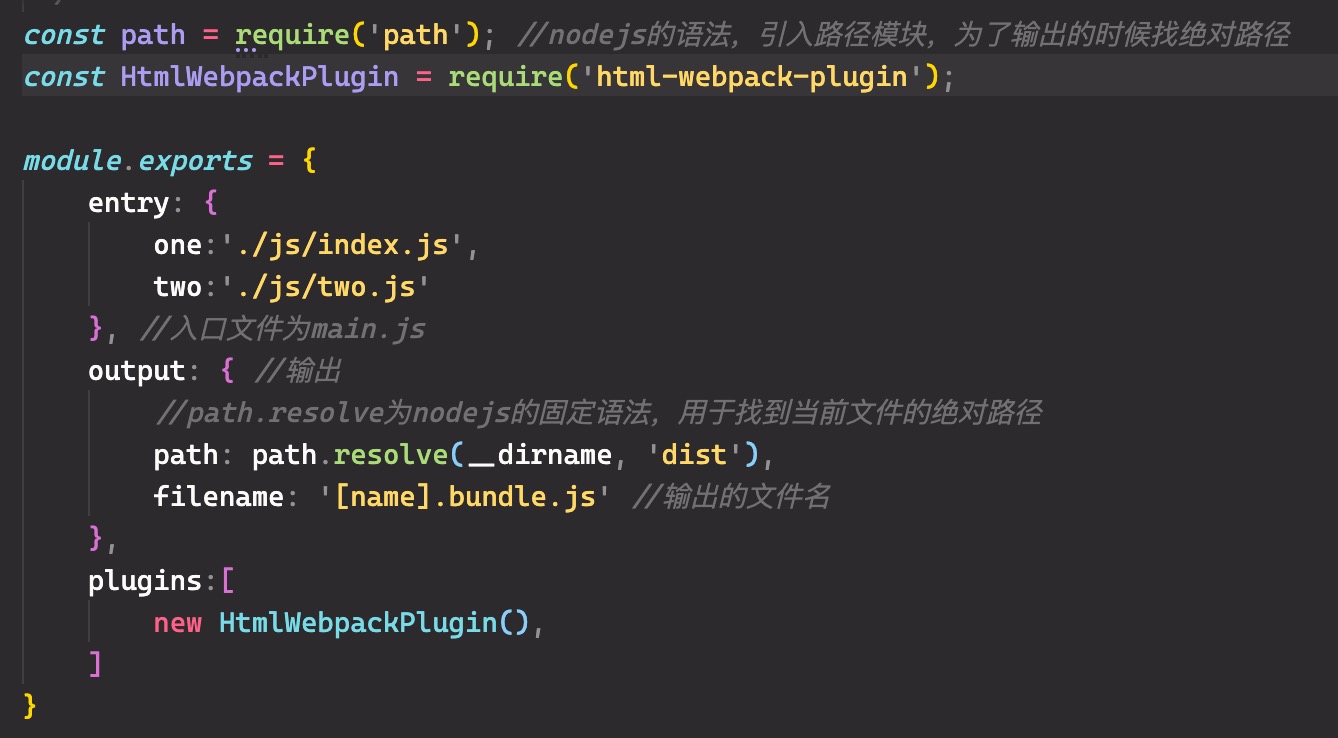 const path = require('path'); //nodejs的语法，引入路径模块，为了输出的时候找绝对路径
const HtmlWebpackPlugin = require('html-webpack-plugin');
module.exports = {
entry: {
one:'./js/index.js',
two:'./js/two.js'
}, //入口文件为main.js
output: { //输出
//path.resolve为nodejs的固定语法，用于找到当前文件的绝对路径
path: path.resolve(__dirname, 'dist'),
filename: '[name].bundle.js' //输出的文件名
},
plugins:[
new HtmlWebpackPlugin(),
]
}